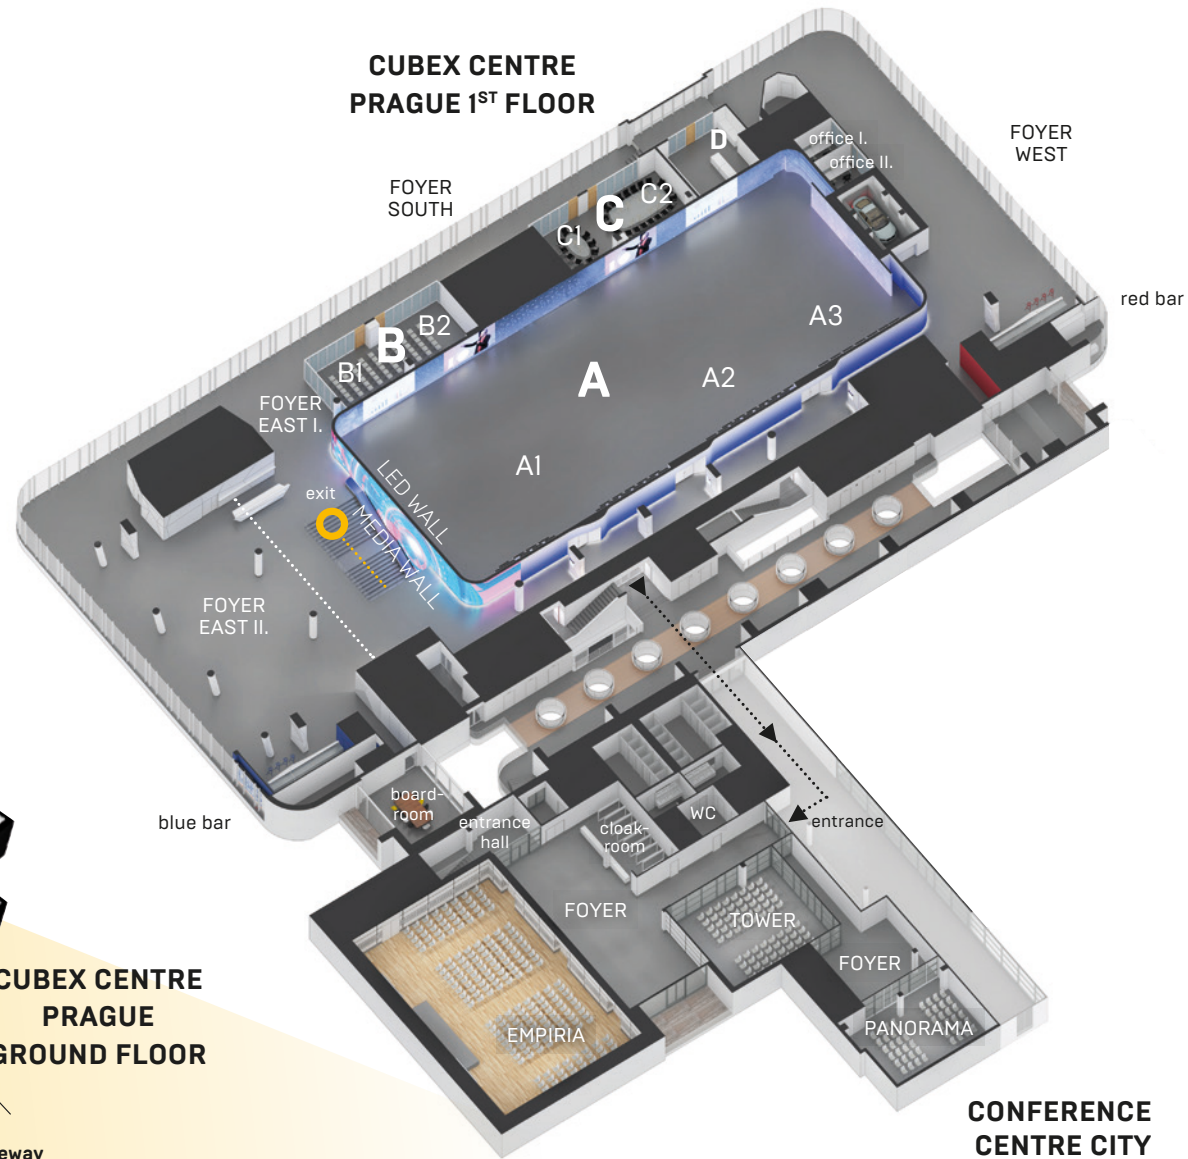 CUBEX CENTRE
PRAGUE 1ST FLOOR
FOYER
WEST
office I.
office II.
D
FOYER
SOUTH
C2
C
C1
red bar
A3
B2
B
B1
A
A2
FOYER
EAST I.
A1
LED WALL
MEDIA WALL
exit
FOYER
EAST II.
board-
room
entrance
hall
cloak-
room
WC
entrance
blue bar
FOYER
TOWER
FOYER
EMPIRIA
PANORAMA
CUBEX CENTRE
PRAGUE
GROUND FLOOR
CONFERENCE
CENTRE CITY